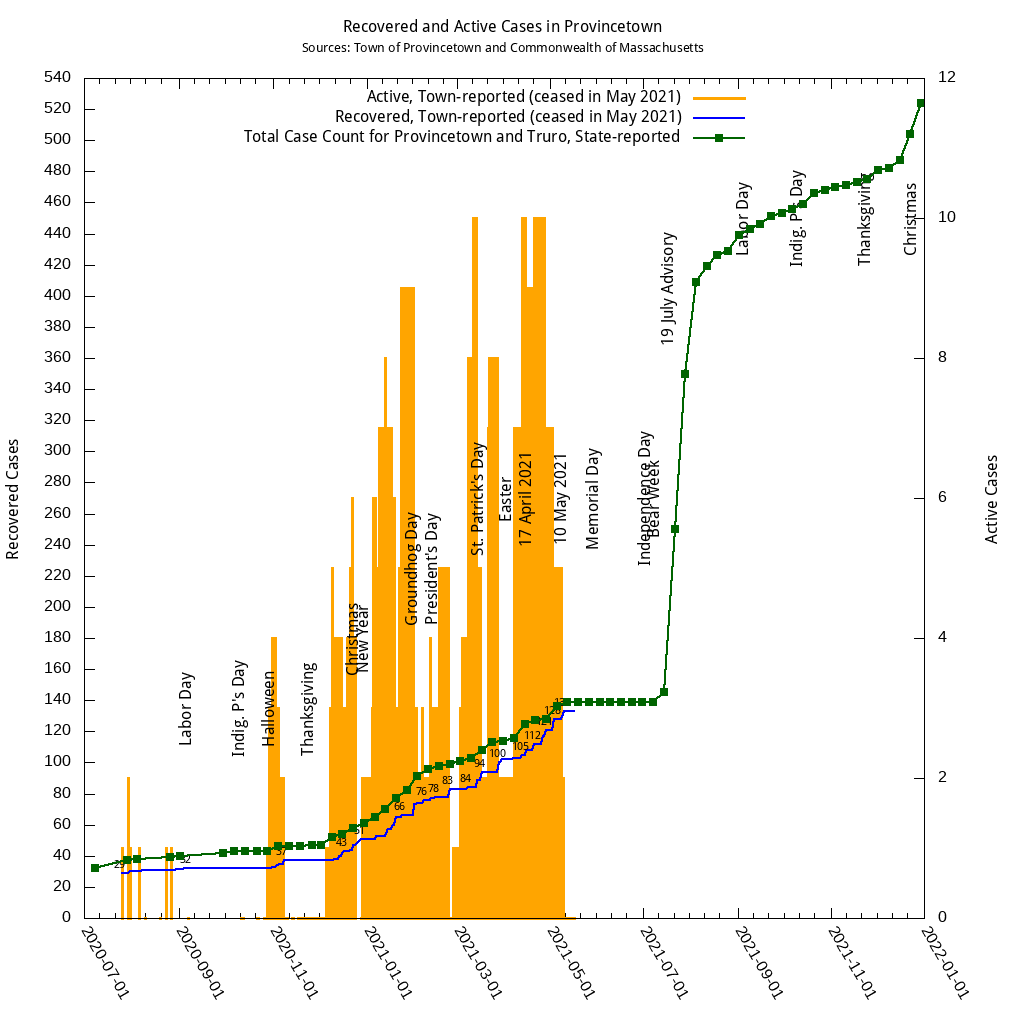 Recovered and Active Cases in Provincetown
Sources: Town of Provincetown and Commonwealth of Massachusetts
Active, Town-reported (ceased in May 2021)
Recovered, Town-reported (ceased in May 2021)
Total Case Count for Provincetown and Truro, State-reported
540
520
500
480
460
440
420
400
380
360
340
320
300
280
260
240
220
200
180
160
140
120
100
80
60
40
20
0
Recovered Cases
12
10
8
6
4
2
0
Active Cases
Labor Day
Indig. P's Day
Halloween
Thanksgiving
Christmas
New Year
Groundhog Day
President's Day
St. Patrick's Day
Easter
17 April 2021
10 May 2021
Memorial Day
Independence Day
Bear Week
19 July Advisory
Labor Day
Indig. P's Day
Thanksgiving
Christmas
29
32
37
43
51
66
76
78
83
84
94
100
105
112
121
128
2020-07-01
2020-09-01
2020-11-01
2021-01-01
2021-03-01
2021-05-01
2021-07-01
2021-09-01
2021-11-01
2022-01-01